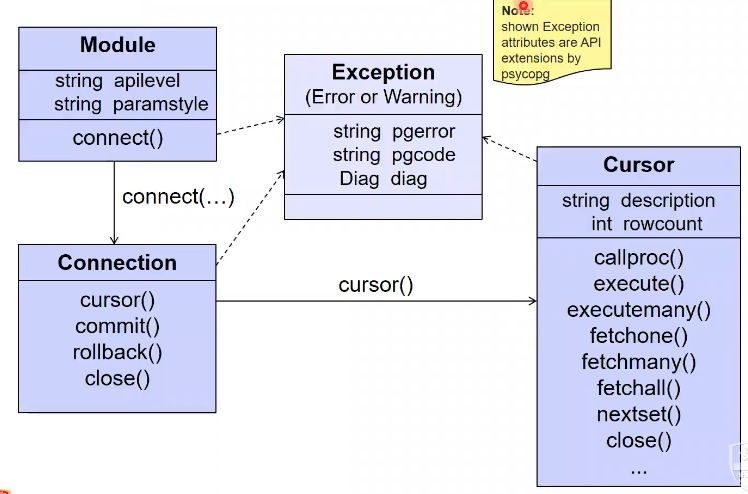 Note:
shown Exception
attributes are API
extensions by
psycopg
Module
string apilevel
string paramstyle
connect()
Exception
(Error or Warning)
string pgerror
string pgcode
Diag diag
connect(…)
Connection
cursor()
commit()
rollback()
close()
cursor()
Cursor
string description
int rowcount
callproc()
execute()
executemany()
fetchone()
fetchmany()
fetchall()
nextset()
close()
...